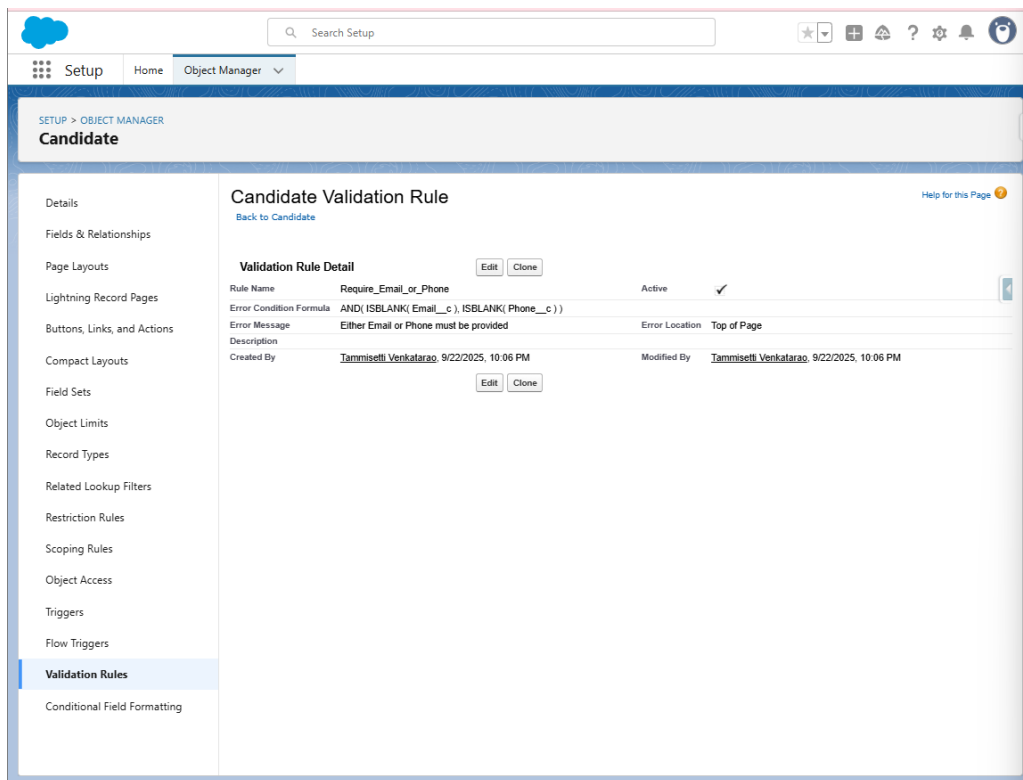 Search Setup
Setup Home Object Manager
SETUP > OBJECT MANAGER
Candidate
Details
Fields & Relationships
Page Layouts
Lightning Record Pages
Buttons, Links, and Actions
Compact Layouts
Field Sets
Object Limits
Record Types
Related Lookup Filters
Restriction Rules
Scoping Rules
Object Access
Triggers
Flow Triggers
Validation Rules
Conditional Field Formatting
Candidate Validation Rule
Help for this Page
Back to Candidate
Validation Rule Detail Edit Clone
Rule Name Require_Email_or_Phone Active
Error Condition Formula AND( ISBLANK( Email__c ), ISBLANK( Phone__c ) )
Error Message Either Email or Phone must be provided Error Location Top of Page
Description
Created By Tammisetti Venkatarao, 9/22/2025, 10:06 PM Modified By Tammisetti Venkatarao, 9/22/2025, 10:06 PM
Edit Clone